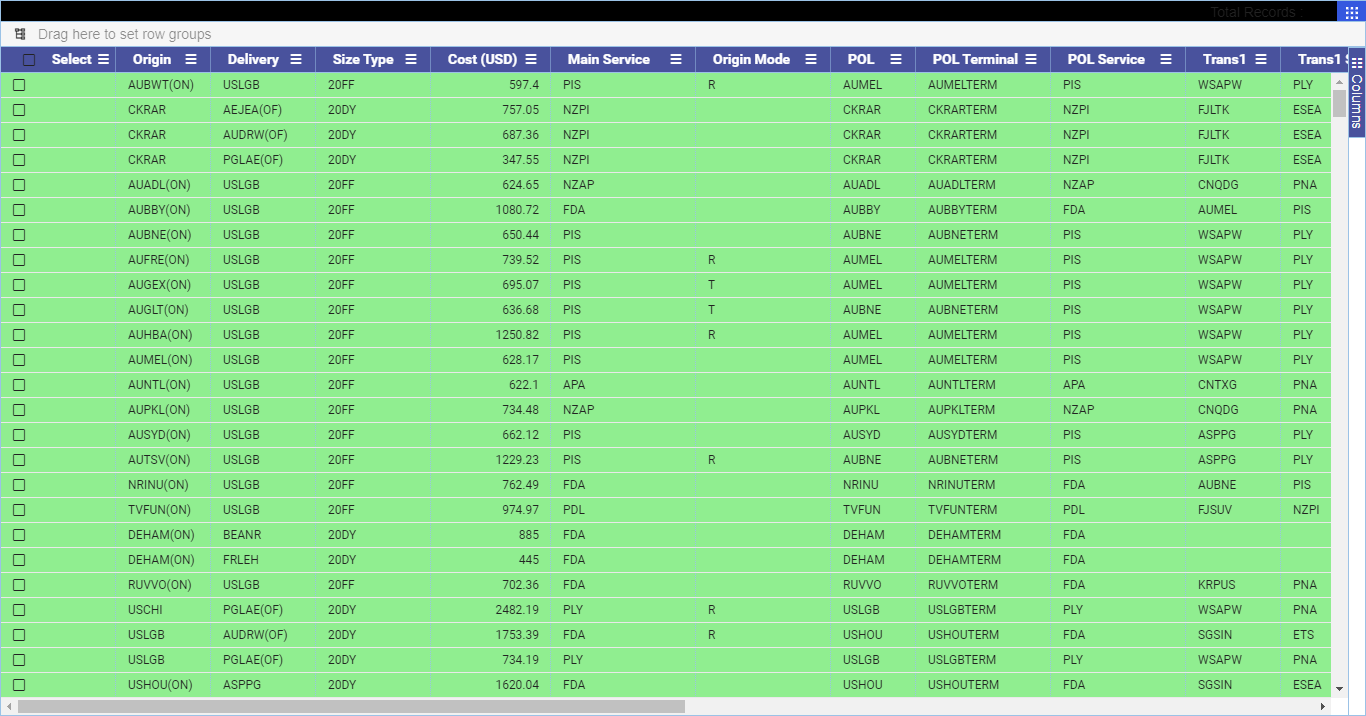 Total Records :
Drag here to set row groups
Select Origin Delivery Size Type Cost (USD) Main Service Origin Mode POL POL Terminal POL Service Trans1 Trans1 S
AUBWT(ON) USLGB 20FF 597.4 PIS R AUMEL AUMELTERM PIS WSAPW PLY
CKRAR AEJEA(OF) 20DY 757.05 NZPI CKRAR CKRARTERM NZPI FJLTK ESEA
CKRAR AUDRW(OF) 20DY 687.36 NZPI CKRAR CKRARTERM NZPI FJLTK ESEA
CKRAR PGLAE(OF) 20DY 347.55 NZPI CKRAR CKRARTERM NZPI FJLTK ESEA
AUADL(ON) USLGB 20FF 624.65 NZAP AUADL AUADLTERM NZAP CNQDG PNA
AUBBY(ON) USLGB 20FF 1080.72 FDA AUBBY AUBBYTERM FDA AUMEL PIS
AUBNE(ON) USLGB 20FF 650.44 PIS AUBNE AUBNETERM PIS WSAPW PLY
AUFRE(ON) USLGB 20FF 739.52 PIS R AUMEL AUMELTERM PIS WSAPW PLY
AUGEX(ON) USLGB 20FF 695.07 PIS T AUMEL AUMELTERM PIS WSAPW PLY
AUGLT(ON) USLGB 20FF 636.68 PIS T AUBNE AUBNETERM PIS WSAPW PLY
AUHBA(ON) USLGB 20FF 1250.82 PIS R AUMEL AUMELTERM PIS WSAPW PLY
AUMEL(ON) USLGB 20FF 628.17 PIS AUMEL AUMELTERM PIS WSAPW PLY
AUNTL(ON) USLGB 20FF 622.1 APA AUNTL AUNTLTERM APA CNTXG PNA
AUPKL(ON) USLGB 20FF 734.48 NZAP AUPKL AUPKLTERM NZAP CNQDG PNA
AUSYD(ON) USLGB 20FF 662.12 PIS AUSYD AUSYDTERM PIS ASPPG PLY
AUTSV(ON) USLGB 20FF 1229.23 PIS R AUBNE AUBNETERM PIS ASPPG PLY
NRINU(ON) USLGB 20FF 762.49 FDA NRINU NRINUTERM FDA AUBNE PIS
TVFUN(ON) USLGB 20FF 974.97 PDL TVFUN TVFUNTERM PDL FJSUV NZPI
DEHAM(ON) BEANR 20DY 885 FDA DEHAM DEHAMTERM FDA
DEHAM(ON) FRLEH 20DY 445 FDA DEHAM DEHAMTERM FDA
RUVVO(ON) USLGB 20FF 702.36 FDA RUVVO RUVVOTERM FDA KRPUS PNA
USCHI PGLAE(OF) 20DY 2482.19 PLY R USLGB USLGBTERM PLY WSAPW PNA
USLGB AUDRW(OF) 20DY 1753.39 FDA R USHOU USHOUTERM FDA SGSIN ETS
USLGB PGLAE(OF) 20DY 734.19 PLY USLGB USLGBTERM PLY WSAPW PNA
USHOU(ON) ASPPG 20DY 1620.04 FDA USHOU USHOUTERM FDA SGSIN ESEA
Columns